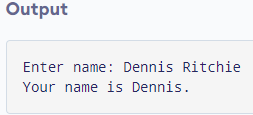 Output
Enter name: Dennis Ritchie
Your name is Dennis.